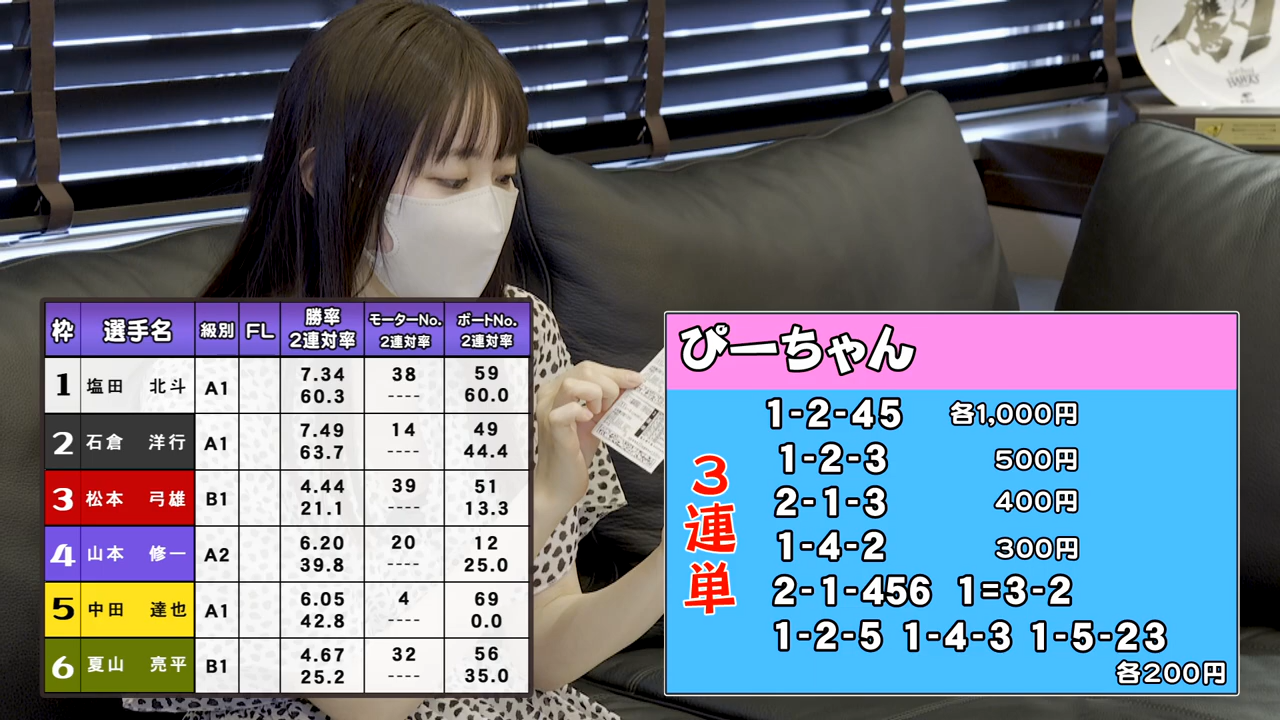 鷹
HAWKS
枠 選手名 級別 FL 勝率 2連対率 モーターNo. 2連対率 ボートNo. 2連対率
1 塩田 北斗 A1 7.34 60.3 38 ---- 59 60.0
2 石倉 洋行 A1 7.49 63.7 14 ---- 49 44.4
3 松本 弓雄 B1 4.44 21.1 39 ---- 51 13.3
4 山本 修一 A2 6.20 39.8 20 ---- 12 25.0
5 中田 達也 A1 6.05 42.8 4 ---- 69 0.0
6 夏山 亮平 B1 4.67 25.2 32 ---- 56 35.0
ぴーちゃん
3連単
1-2-45 各1,000円
1-2-3 500円
2-1-3 400円
1-4-2 300円
2-1-456 1=3-2
1-2-5 1-4-3 1-5-23
各200円